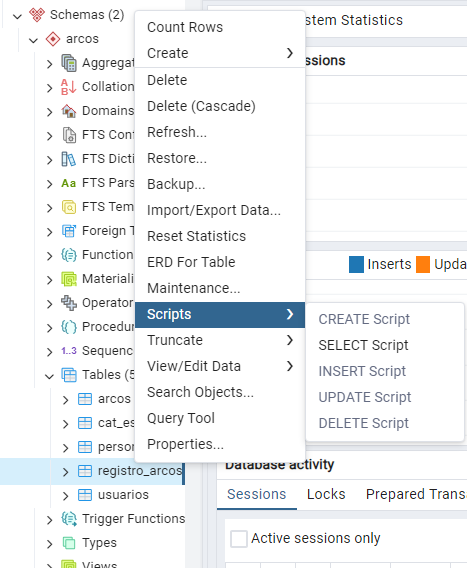 Schemas (2)
arcos
Aggregat
Collation
Domains
FTS Conf
FTS Dicti
FTS Pars
FTS Tem
Foreign T
Function
Materiali
Operator
Procedu
1..3 Sequenc
Tables (5
arcos
cat_es
person
registro_arcos
usuarios
Trigger Functions
Types
Views
Count Rows
Create
Delete
Delete (Cascade)
Refresh...
Restore...
Backup...
Import/Export Data...
Reset Statistics
ERD For Table
Maintenance...
Scripts
Truncate
View/Edit Data
Search Objects...
Query Tool
Properties...
CREATE Script
SELECT Script
INSERT Script
UPDATE Script
DELETE Script
stem Statistics
ssions
Inserts Upda
Database activity
Sessions Locks Prepared Trans
Active sessions only